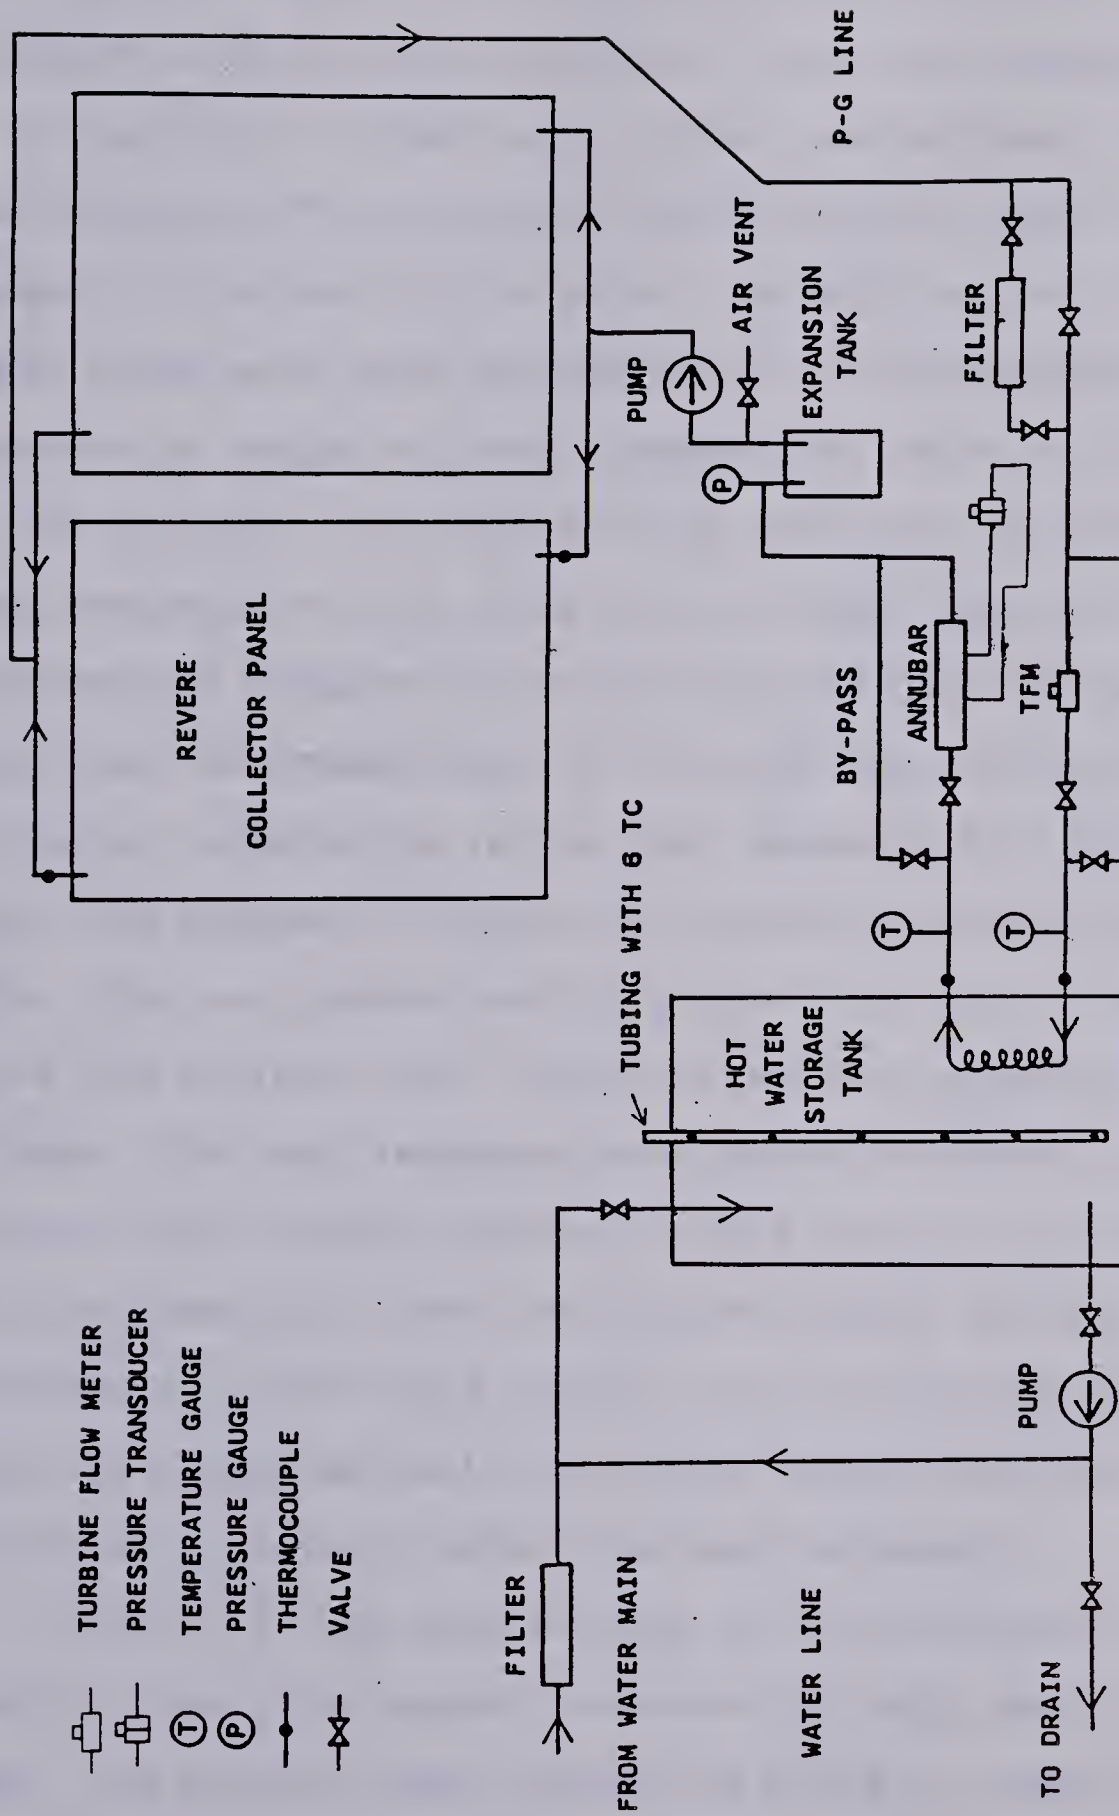 TURBINE FLOW METER
PRESSURE TRANSDUCER
T TEMPERATURE GAUGE
P PRESSURE GAUGE
THERMOCOUPLE
VALVE
FILTER
FROM WATER MAIN
WATER LINE
TO DRAIN
PUMP
TUBING WITH 6 TC
HOT
WATER
STORAGE
TANK
REVERE
COLLECTOR PANEL
T
T
BY-PASS
ANNUBAR
TFM
P
PUMP
AIR VENT
EXPANSION
TANK
FILTER
P-G LINE